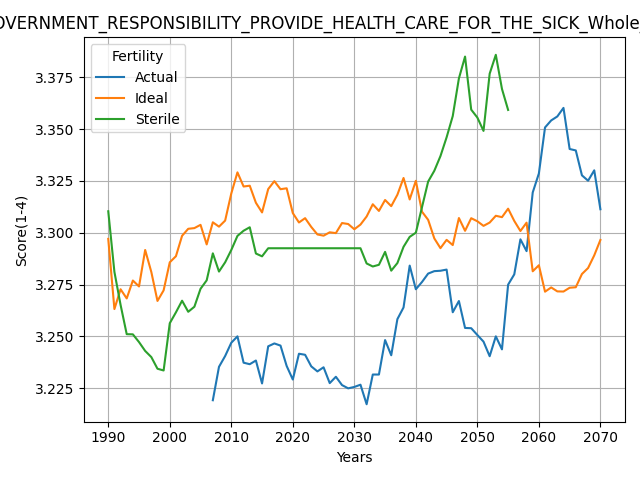 OVERNMENT_RESPONSIBILITY_PROVIDE_HEALTH_CARE_FOR_THE_SICK_Whole_
Fertility
Actual
Ideal
Sterile
Score(1-4)
3.375
3.350
3.325
3.300
3.275
3.250
3.225
1990 2000 2010 2020 2030 2040 2050 2060 2070
Years